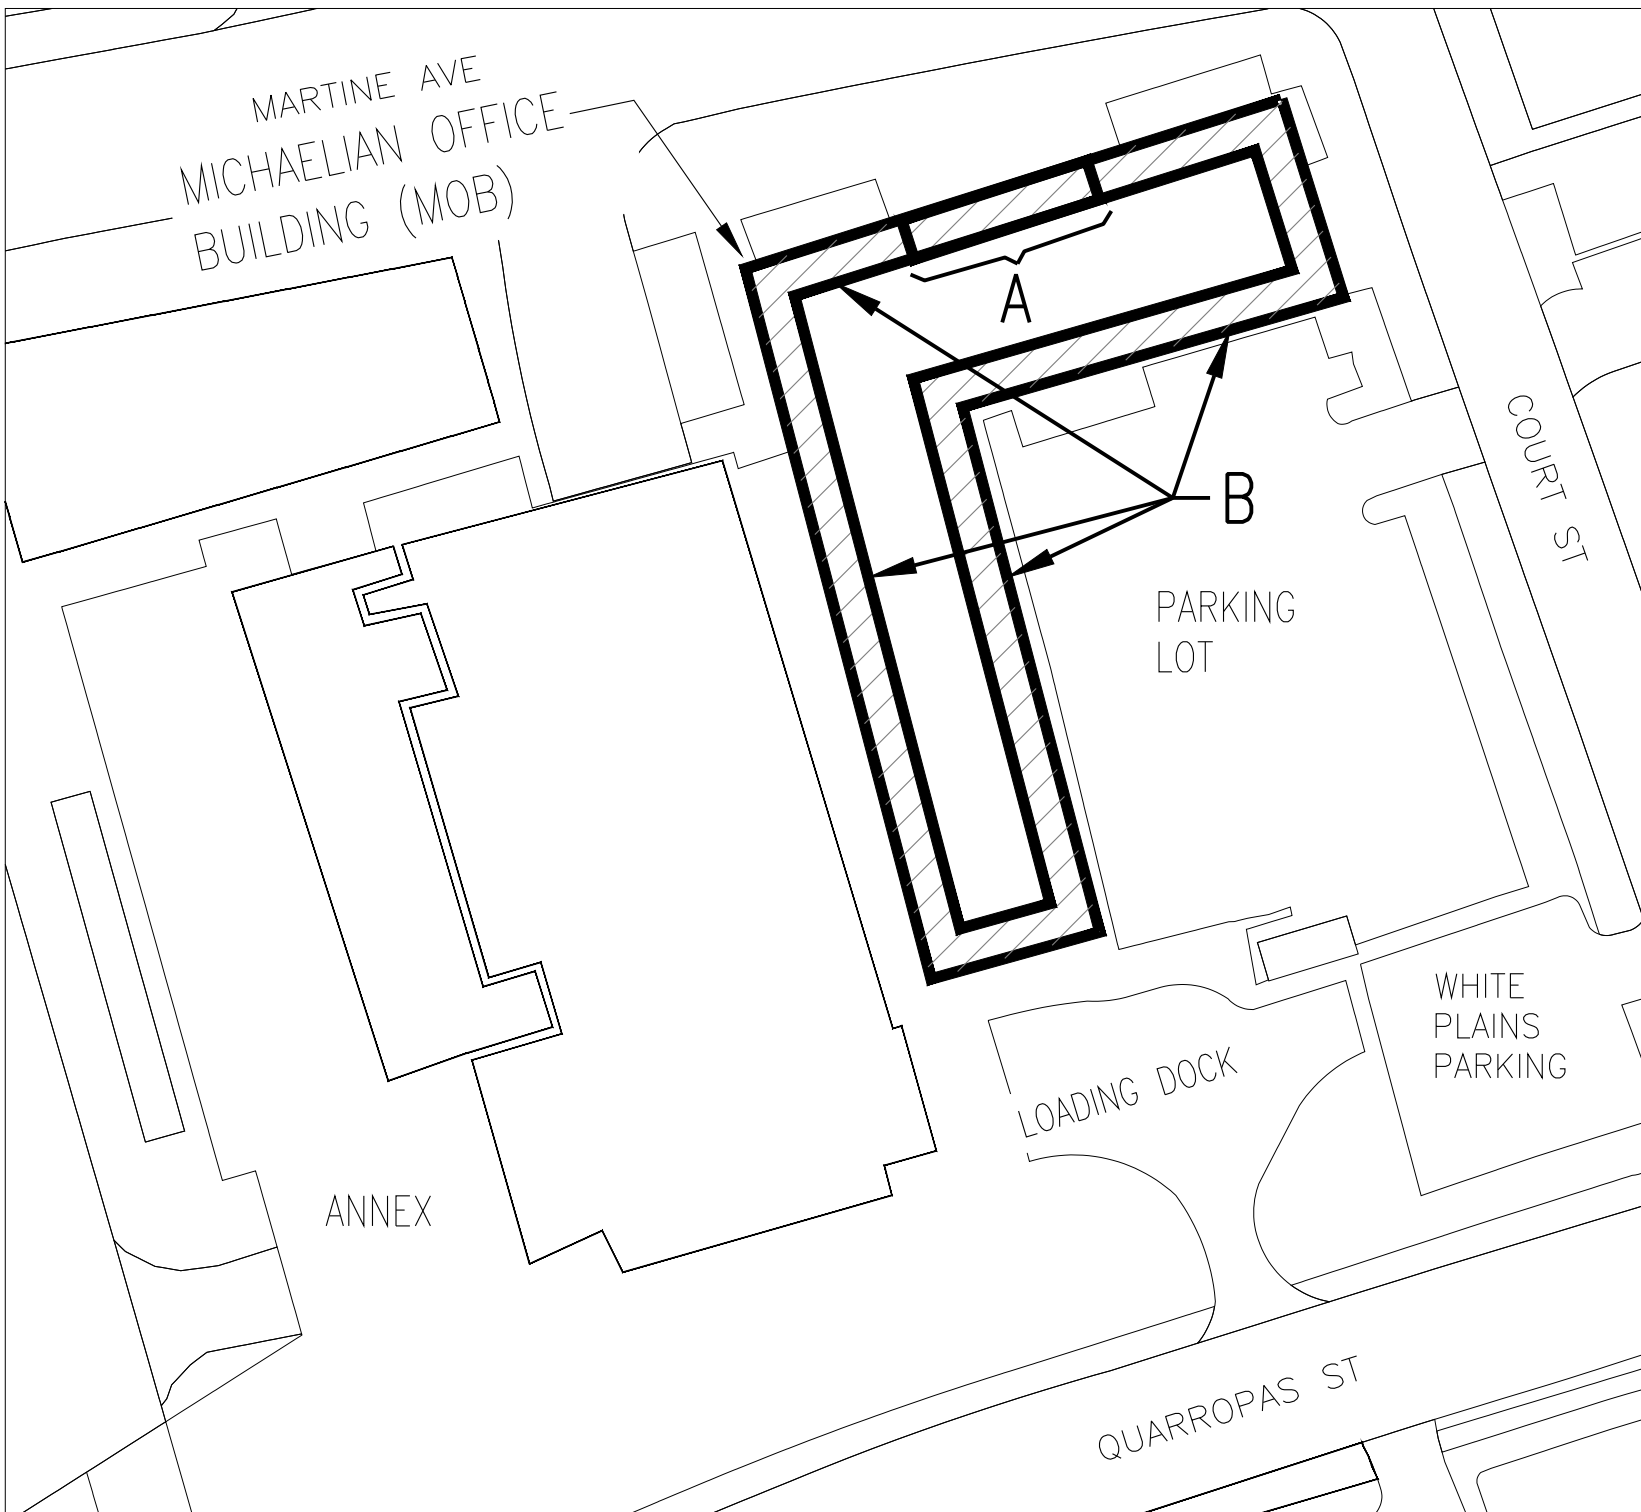 MARTINE AVE
MICHAELIAN OFFICE
BUILDING (MOB)
A
B
COURT ST
PARKING
LOT
WHITE
PLAINS
PARKING
LOADING DOCK
ANNEX
QUARROPAS ST